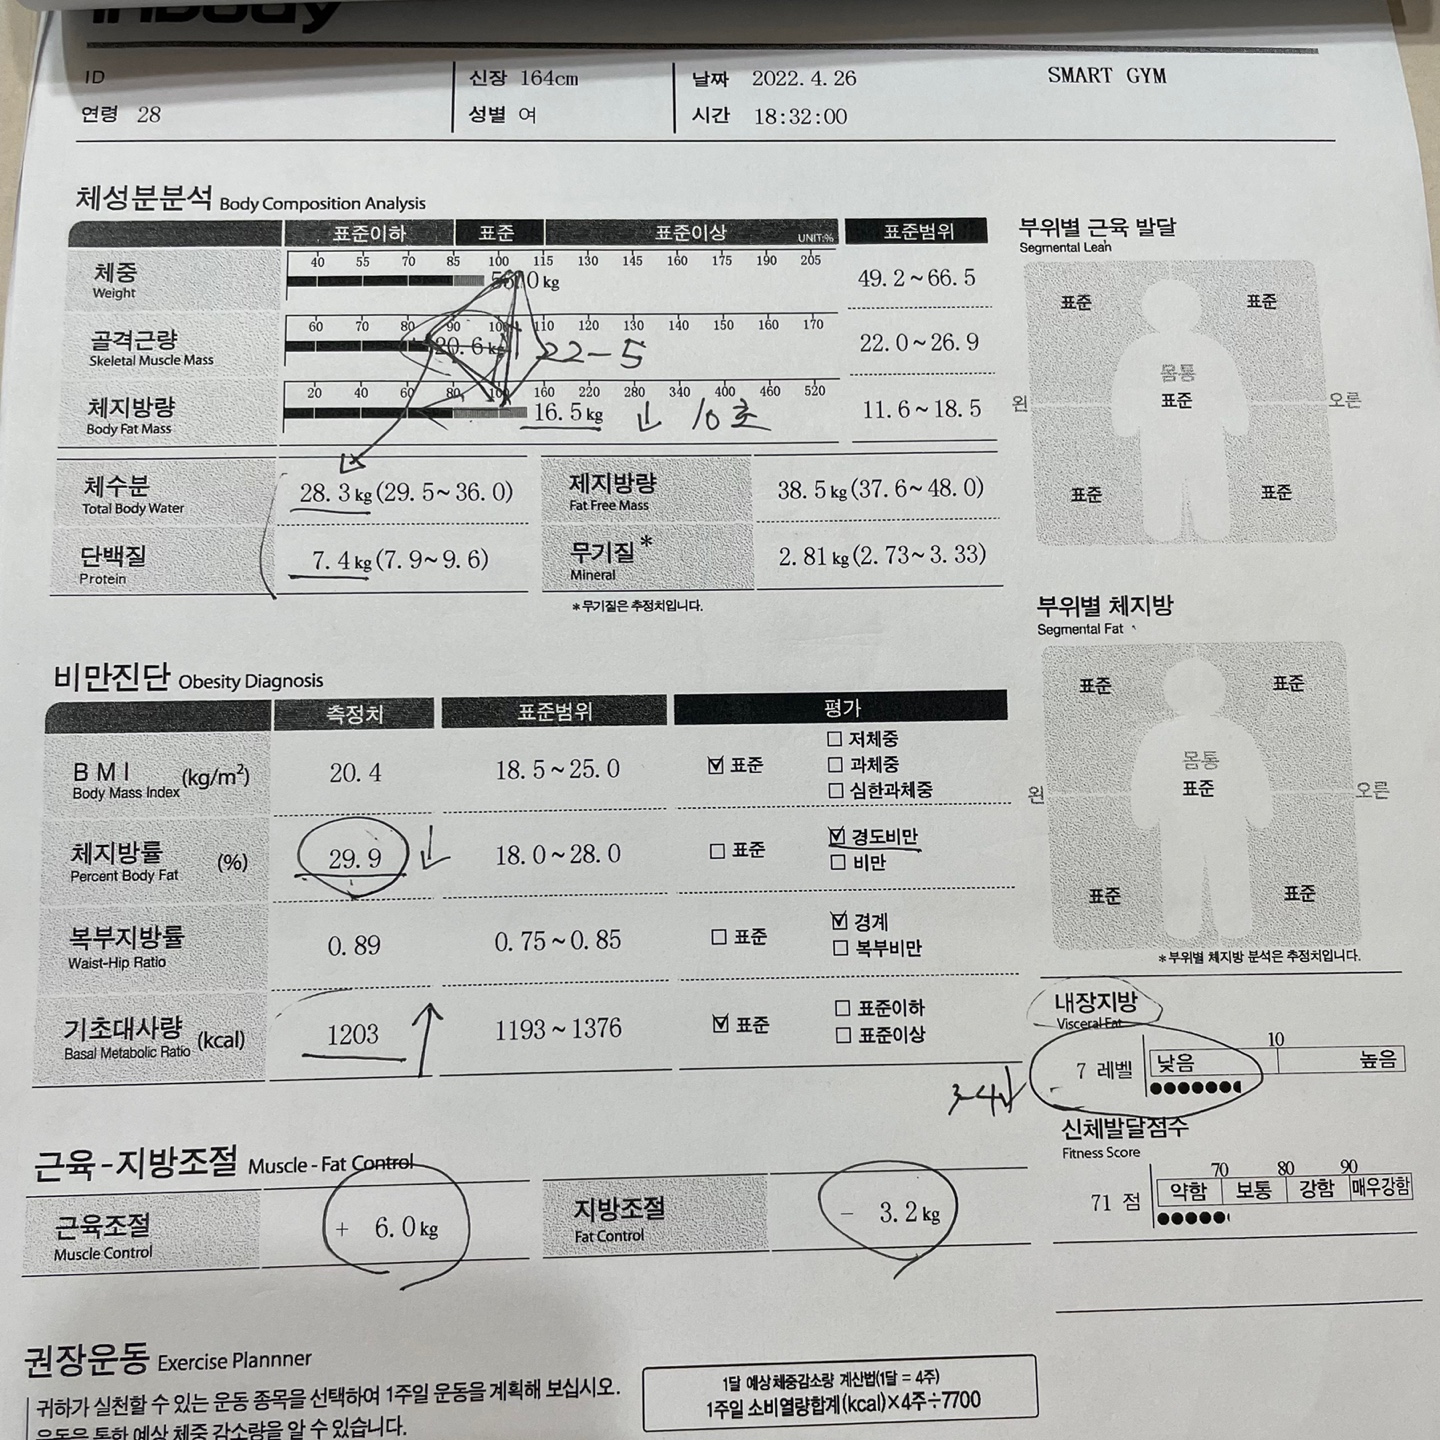 InBody
ID 신장 164cm 날짜 2022. 4. 26 SMART GYM
연령 28 성별 여 시간 18:32:00
체성분분석 Body Composition Analysis
표준이하 표준 표준이상 UNIT:% 표준범위
체중 Weight
40 55 70 85 100 115 130 145 160 175 190 205
kg
49. 2 ~ 66. 5
골격근량 Skeletal Muscle Mass
60 70 80 90 100 110 120 130 140 150 160 170
20. 6 kg 22-5
22. 0 ~ 26. 9
체지방량 Body Fat Mass
20 40 60 80 100 160 220 280 340 400 460 520
16. 5 kg ↓ 10초
11. 6 ~ 18. 5
체수분 Total Body Water
28. 3 kg (29. 5 ~ 36. 0)
제지방량 Fat Free Mass
38. 5 kg (37. 6 ~ 48. 0)
단백질 Protein
7. 4 kg (7. 9 ~ 9. 6)
무기질 * Mineral
2. 81 kg (2. 73 ~ 3. 33)
* 무기질은 추정치입니다.
부위별 근육 발달
Segmental Lean
표준 표준
몸통
왼 표준 오른
표준 표준
비만진단 Obesity Diagnosis
측정치 표준범위 평가
BMI (kg/m²) Body Mass Index
20. 4
18. 5 ~ 25. 0
☑ 표준
☐ 저체중
☐ 과체중
☐ 심한과체중
체지방률 (%) Percent Body Fat
29. 9 ↓
18. 0 ~ 28. 0
☐ 표준
☑ 경도비만
☐ 비만
복부지방률 Waist-Hip Ratio
0. 89
0. 75 ~ 0. 85
☐ 표준
☑ 경계
☐ 복부비만
기초대사량 (kcal) Basal Metabolic Ratio
1203 ↑
1193 ~ 1376
☑ 표준
☐ 표준이하
☐ 표준이상
부위별 체지방
Segmental Fat
표준 표준
몸통
왼 표준 오른
표준 표준
* 부위별 체지방 분석은 추정치입니다.
내장지방
Visceral Fat
10
7 레벨 낮음 높음
3-4↓
신체발달점수
Fitness Score
70 80 90
71 점 약함 보통 강함 매우강함
근육-지방조절 Muscle - Fat Control
근육조절 Muscle Control
+ 6. 0 kg
지방조절 Fat Control
- 3. 2 kg
권장운동 Exercise Plannner
귀하가 실천할 수 있는 운동 종목을 선택하여 1주일 운동을 계획해 보십시오.
운동을 통한 예상 체중 감소량을 알 수 있습니다.
1달 예상 체중감소량 계산법(1달 = 4주)
1주일 소비열량합계(kcal)×4주÷7700